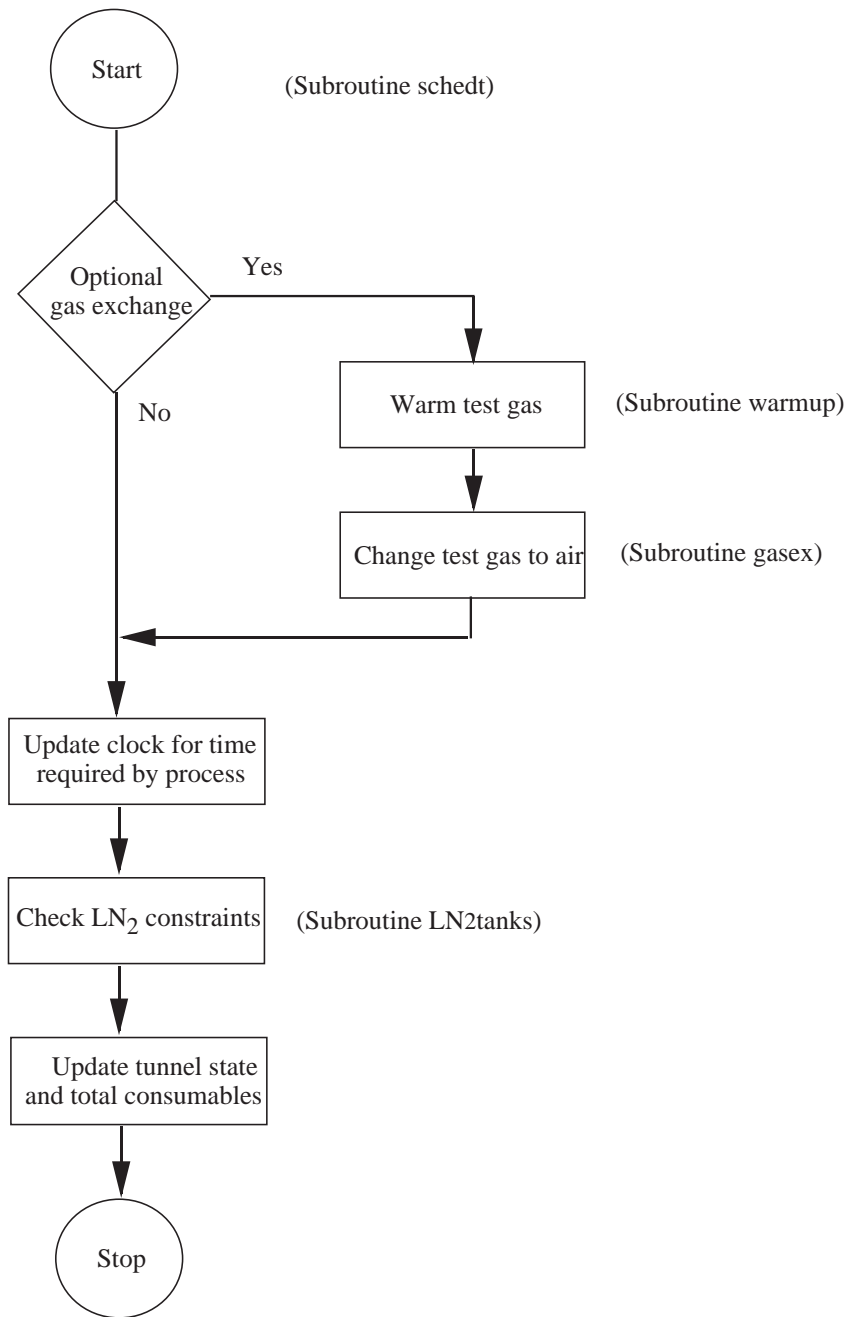 Start
(Subroutine schedt)
Optional
gas exchange
Yes
No
Warm test gas
(Subroutine warmup)
Change test gas to air
(Subroutine gasex)
Update clock for time
required by process
Check LN2 constraints
(Subroutine LN2tanks)
Update tunnel state
and total consumables
Stop